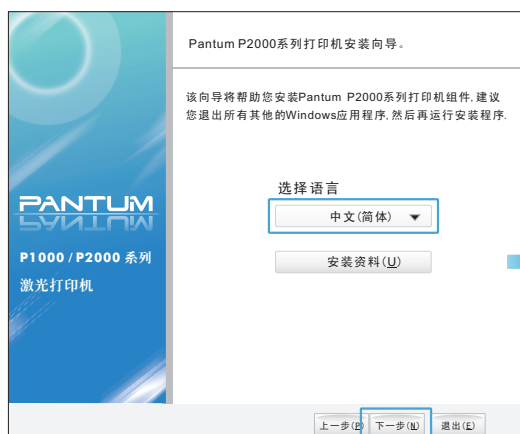 Pantum P2000系列打印机安装向导。
该向导将帮助您安装Pantum P2000系列打印机组件,建议
您退出所有其他的Windows应用程序,然后再运行安装程序.
选择语言
中文(简体)
安装资料(U)
PANTUM
P1000 / P2000 系列
激光打印机
上一步(P) 下一步(N) 退出(E)